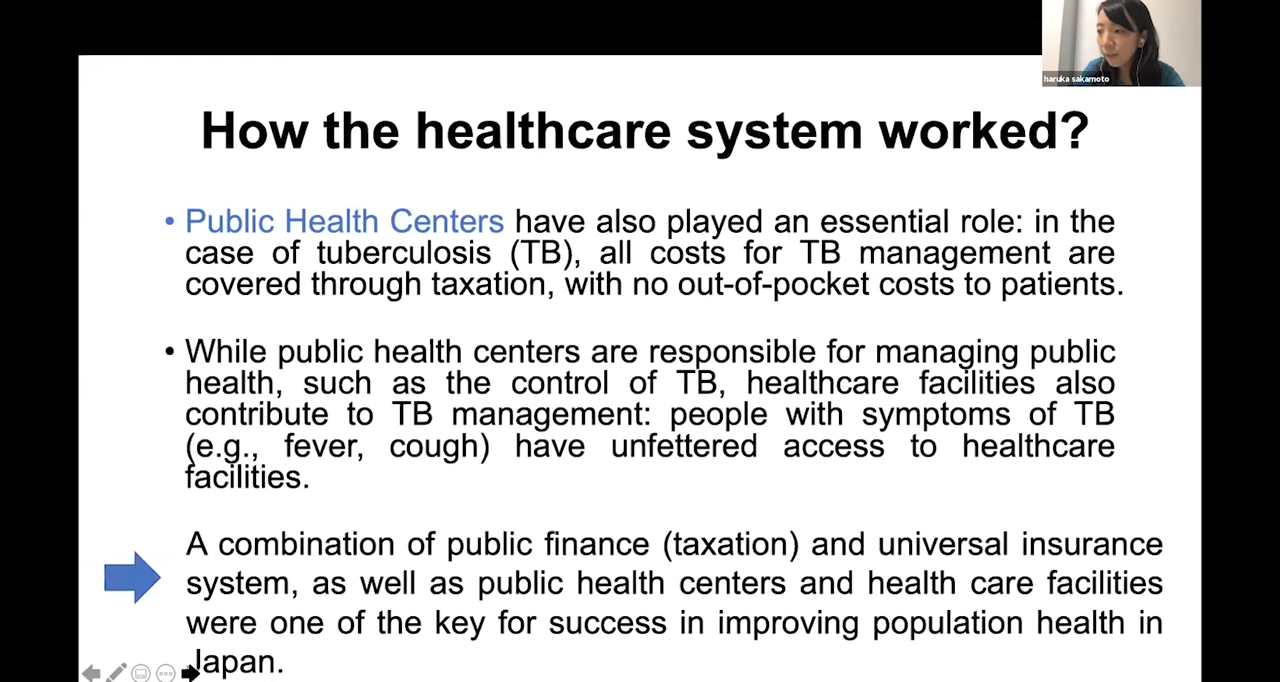 haruka sakamoto
How the healthcare system worked?
• Public Health Centers have also played an essential role: in the
case of tuberculosis (TB), all costs for TB management are
covered through taxation, with no out-of-pocket costs to patients.
• While public health centers are responsible for managing public
health, such as the control of TB, healthcare facilities also
contribute to TB management: people with symptoms of TB
(e.g., fever, cough) have unfettered access to healthcare
facilities.
A combination of public finance (taxation) and universal insurance
system, as well as public health centers and health care facilities
were one of the key for success in improving population health in
Japan.